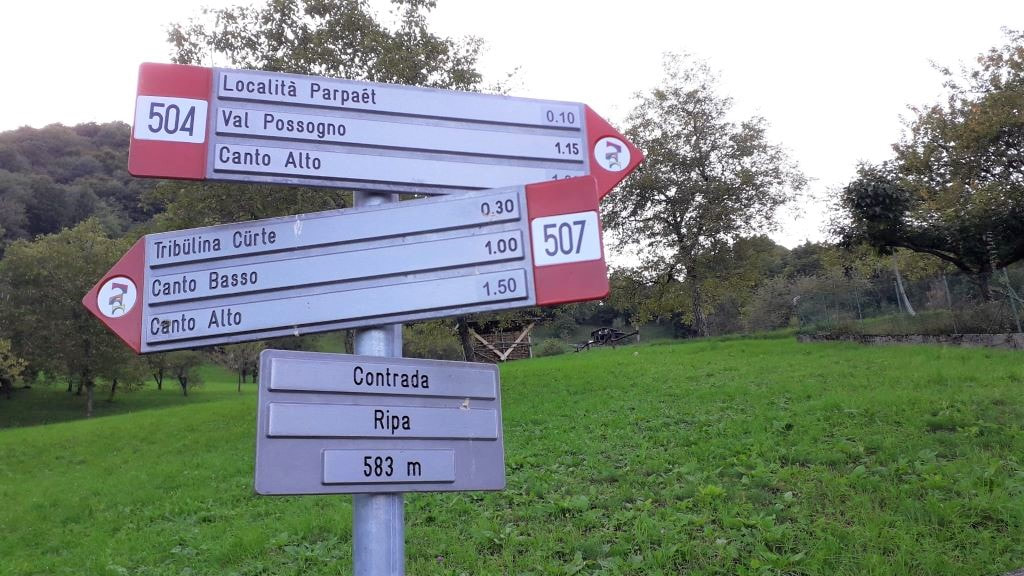 504
Località Parpaét 0.10
Val Possogno 1.15
Canto Alto
Tribülina Cürte 0.30
Canto Basso 1.00
Canto Alto 1.50
507
Contrada
Ripa
583 m